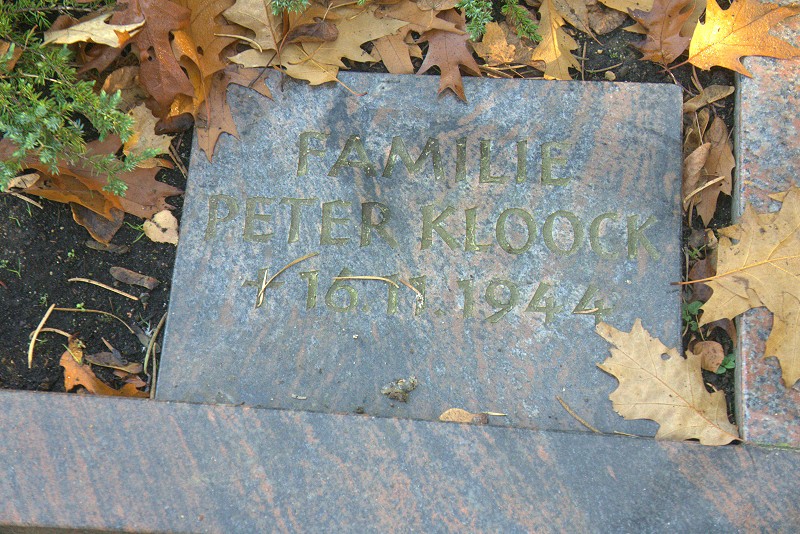 FAMILIE
PETER KLOOCK
† 16.11.1944